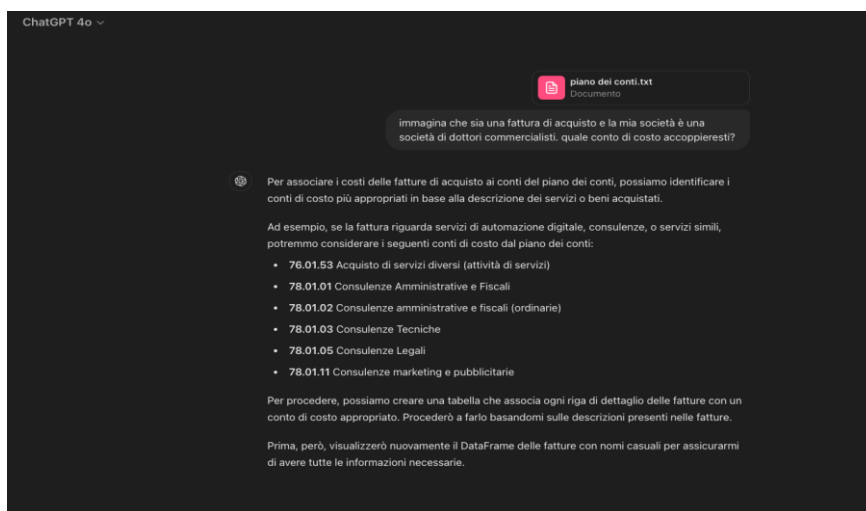 ChatGPT 4o
piano dei conti.txt
Documento
immagina che sia una fattura di acquisto e la mia società è una
società di dottori commercialisti. quale conto di costo accoppieresti?
Per associare i costi delle fatture di acquisto ai conti del piano dei conti, possiamo identificare i
conti di costo più appropriati in base alla descrizione dei servizi o beni acquistati.
Ad esempio, se la fattura riguarda servizi di automazione digitale, consulenze, o servizi simili,
potremmo considerare i seguenti conti di costo dal piano dei conti:
• 76.01.53 Acquisto di servizi diversi (attività di servizi)
• 78.01.01 Consulenze Amministrative e Fiscali
• 78.01.02 Consulenze amministrative e fiscali (ordinarie)
• 78.01.03 Consulenze Tecniche
• 78.01.05 Consulenze Legali
• 78.01.11 Consulenze marketing e pubblicitarie
Per procedere, possiamo creare una tabella che associa ogni riga di dettaglio delle fatture con un
conto di costo appropriato. Procederò a farlo basandomi sulle descrizioni presenti nelle fatture.
Prima, però, visualizzerò nuovamente il DataFrame delle fatture con nomi casuali per assicurarmi
di avere tutte le informazioni necessarie.